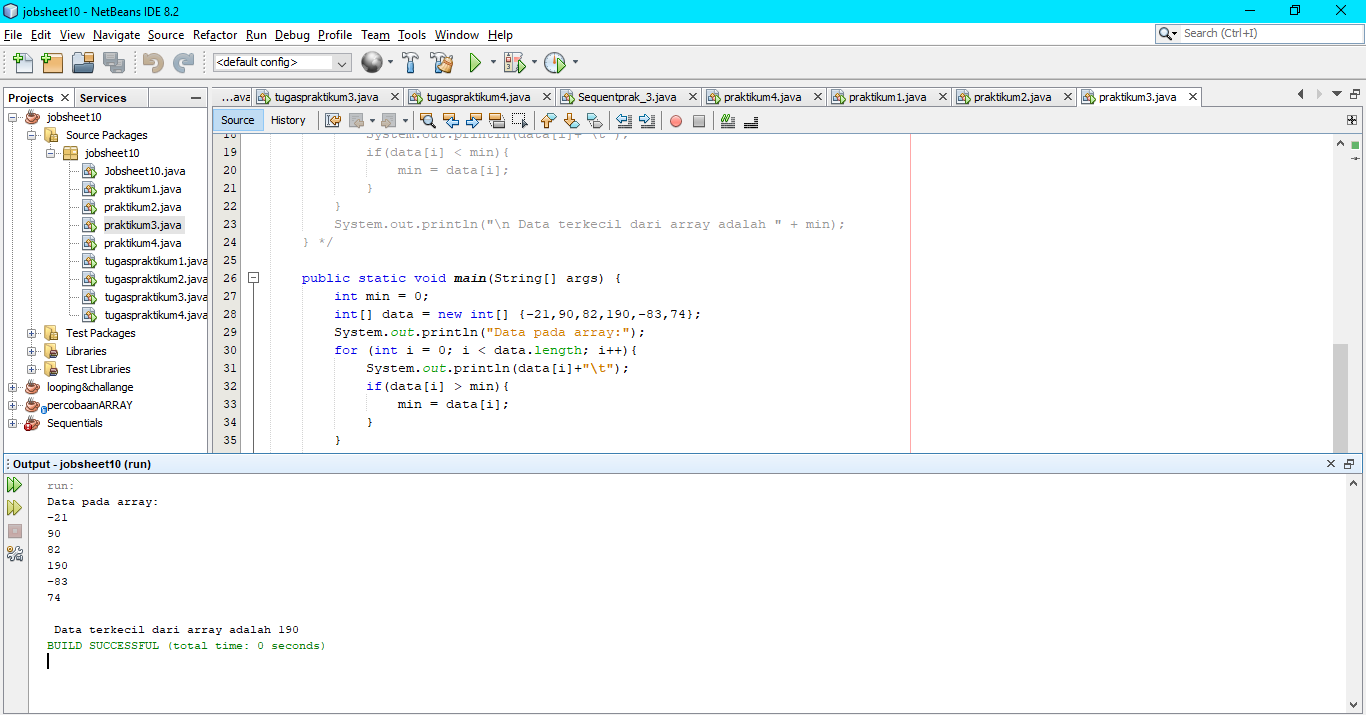 jobsheet10 - NetBeans IDE 8.2
File Edit View Navigate Source Refactor Run Debug Profile Team Tools Window Help
Search (Ctrl+I)
<default config>
Projects
Services
jobsheet10
Source Packages
jobsheet10
Jobsheet10.java
praktikum1.java
praktikum2.java
praktikum3.java
praktikum4.java
tugaspraktikum1.java
tugaspraktikum2.java
tugaspraktikum3.java
tugaspraktikum4.java
Test Packages
Libraries
Test Libraries
looping&challange
percobaanARRAY
Sequentials
...ava tugaspraktikum3.java tugaspraktikum4.java Sequentprak_3.java praktikum4.java praktikum1.java praktikum2.java praktikum3.java
Source History
18 System.out.println(data[i]+"\t");
19 if(data[i] < min){
20 min = data[i];
21 }
22 }
23 System.out.println("\n Data terkecil dari array adalah " + min);
24 } */
25
26 public static void main(String[] args) {
27 int min = 0;
28 int[] data = new int[] {-21,90,82,190,-83,74};
29 System.out.println("Data pada array:");
30 for (int i = 0; i < data.length; i++){
31 System.out.println(data[i]+"\t");
32 if(data[i] > min){
33 min = data[i];
34 }
35 }
Output - jobsheet10 (run)
run:
Data pada array:
-21
90
82
190
-83
74
Data terkecil dari array adalah 190
BUILD SUCCESSFUL (total time: 0 seconds)